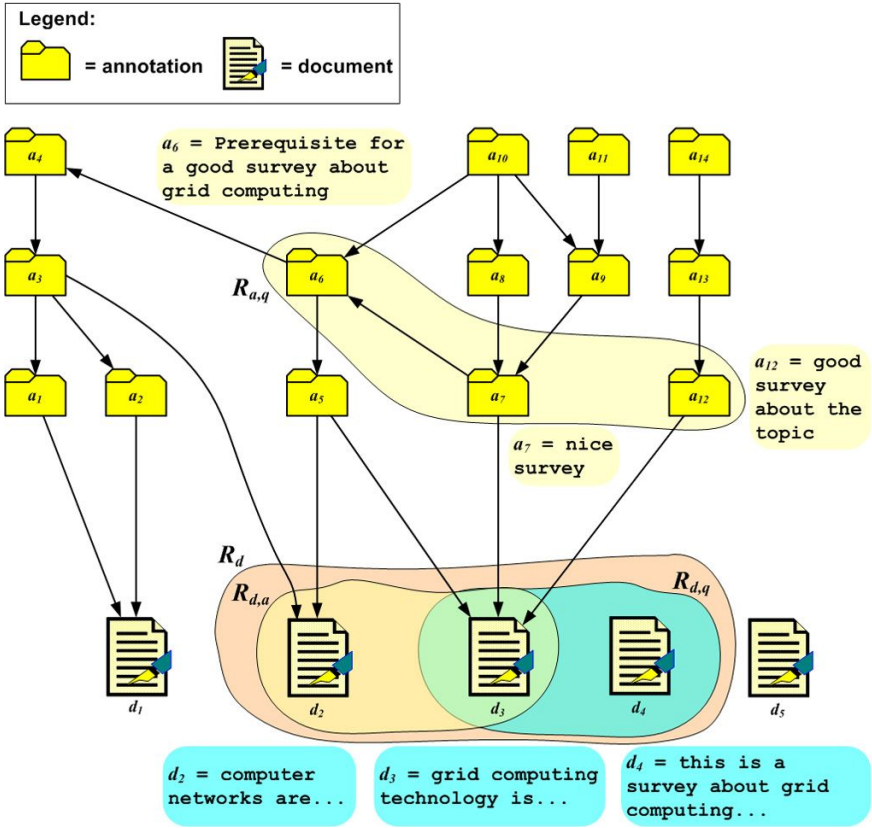 Legend:
= annotation
= document
a4
a6 = Prerequisite for
a good survey about
grid computing
a10
a11
a14
a3
Ra,q
a6
a8
a9
a13
a1
a2
a5
a7
a12
a12 = good
survey
about the
topic
a7 = nice
survey
Rd
Rd,a
Rd,q
d1
d2
d3
d4
d5
d2 = computer
networks are...
d3 = grid computing
technology is...
d4 = this is a
survey about grid
computing...